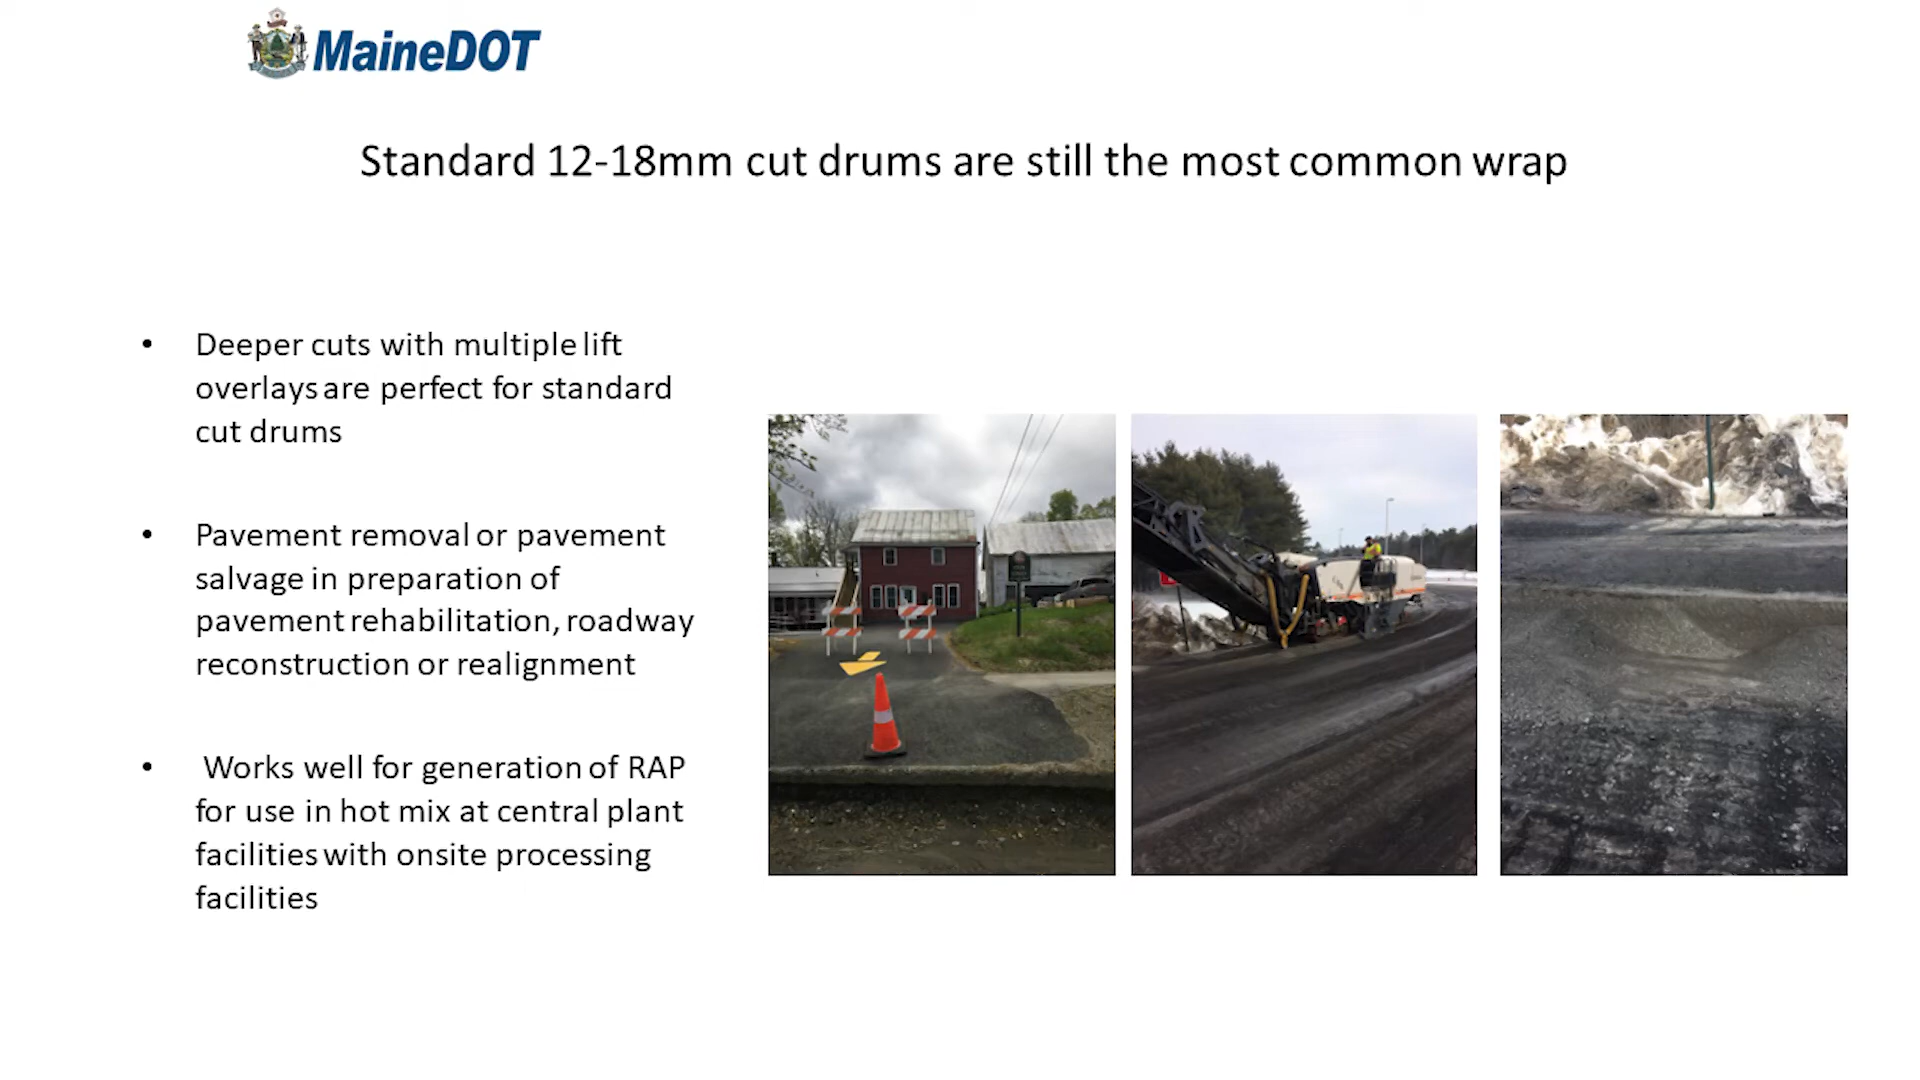 MaineDOT
Standard 12-18mm cut drums are still the most common wrap
• Deeper cuts with multiple lift
overlays are perfect for standard
cut drums
• Pavement removal or pavement
salvage in preparation of
pavement rehabilitation, roadway
reconstruction or realignment
• Works well for generation of RAP
for use in hot mix at central plant
facilities with onsite processing
facilities